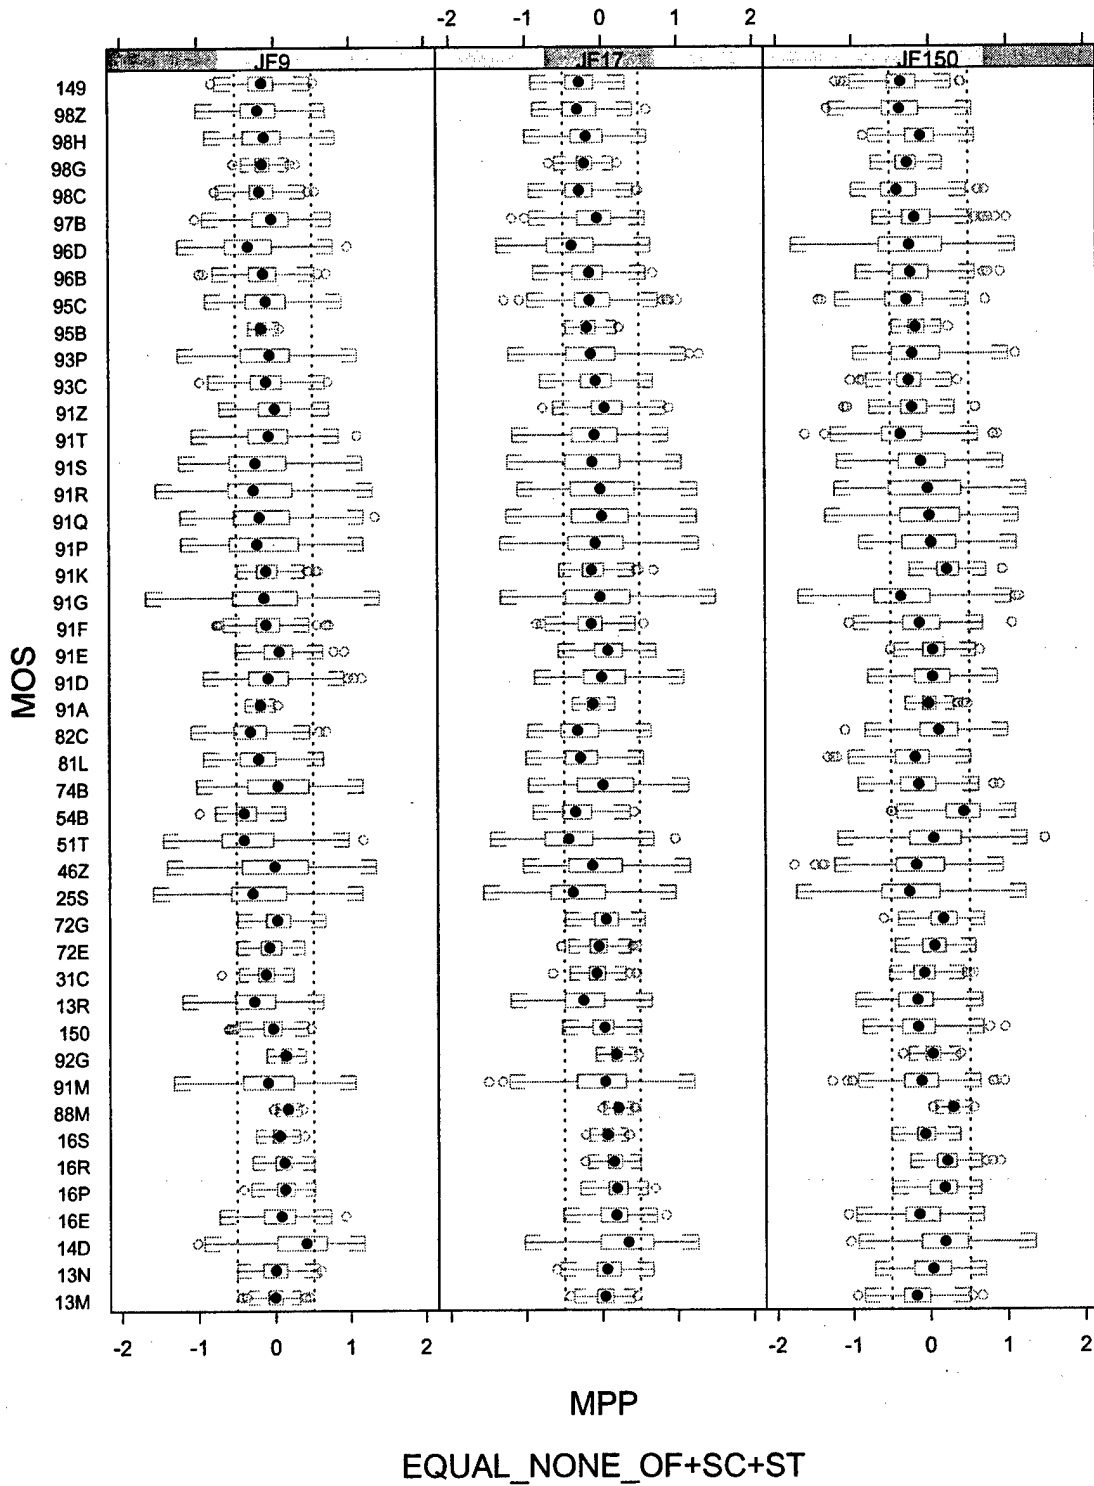 -2 -1 0 1 2
JF9 JF17 JF150
149
98Z
98H
98G
98C
97B
96D
96B
95C
95B
93P
93C
91Z
91T
91S
91R
91Q
91P
91K
91G
91F
91E
91D
91A
82C
81L
74B
54B
51T
46Z
25S
72G
72E
31C
13R
150
92G
91M
88M
16S
16R
16P
16E
14D
13N
13M
MOS
-2 -1 0 1 2 -2 -1 0 1 2
MPP
EQUAL_NONE_OF+SC+ST